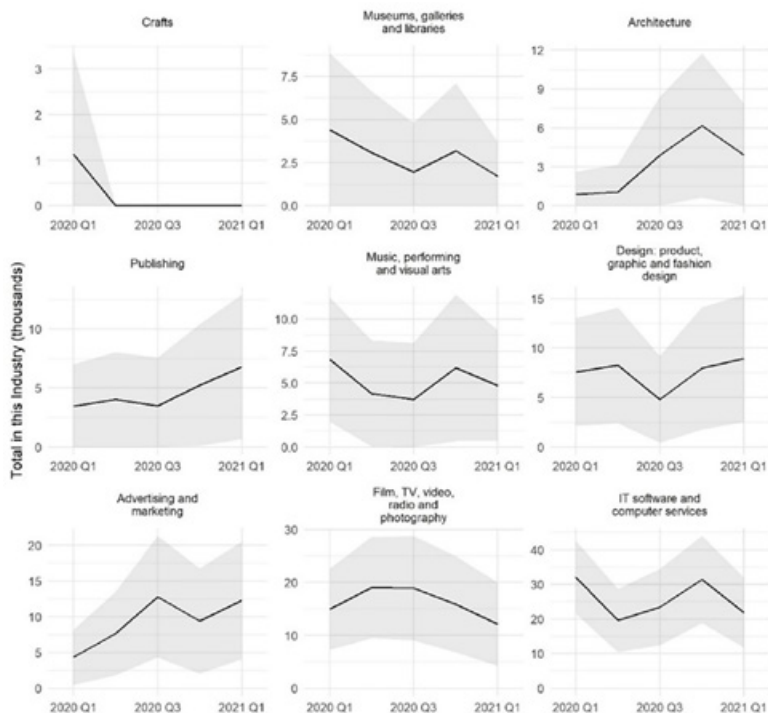 Crafts
Museums, galleries
and libraries
Architecture
3
2
1
0
2020 Q1
2020 Q3
2021 Q1
7.5
5.0
2.5
0.0
2020 Q1
2020 Q3
2021 Q1
12
9
6
3
0
2020 Q1
2020 Q3
2021 Q1
Total in this Industry (thousands)
Publishing
Music, performing
and visual arts
Design: product,
graphic and fashion
design
10
5
0
2020 Q1
2020 Q3
2021 Q1
10.0
7.5
5.0
2.5
0.0
2020 Q1
2020 Q3
2021 Q1
15
10
5
0
2020 Q1
2020 Q3
2021 Q1
Advertising and
marketing
Film, TV, video,
radio and
photography
IT software and
computer services
20
15
10
5
0
2020 Q1
2020 Q3
2021 Q1
30
20
10
0
2020 Q1
2020 Q3
2021 Q1
40
30
20
10
0
2020 Q1
2020 Q3
2021 Q1